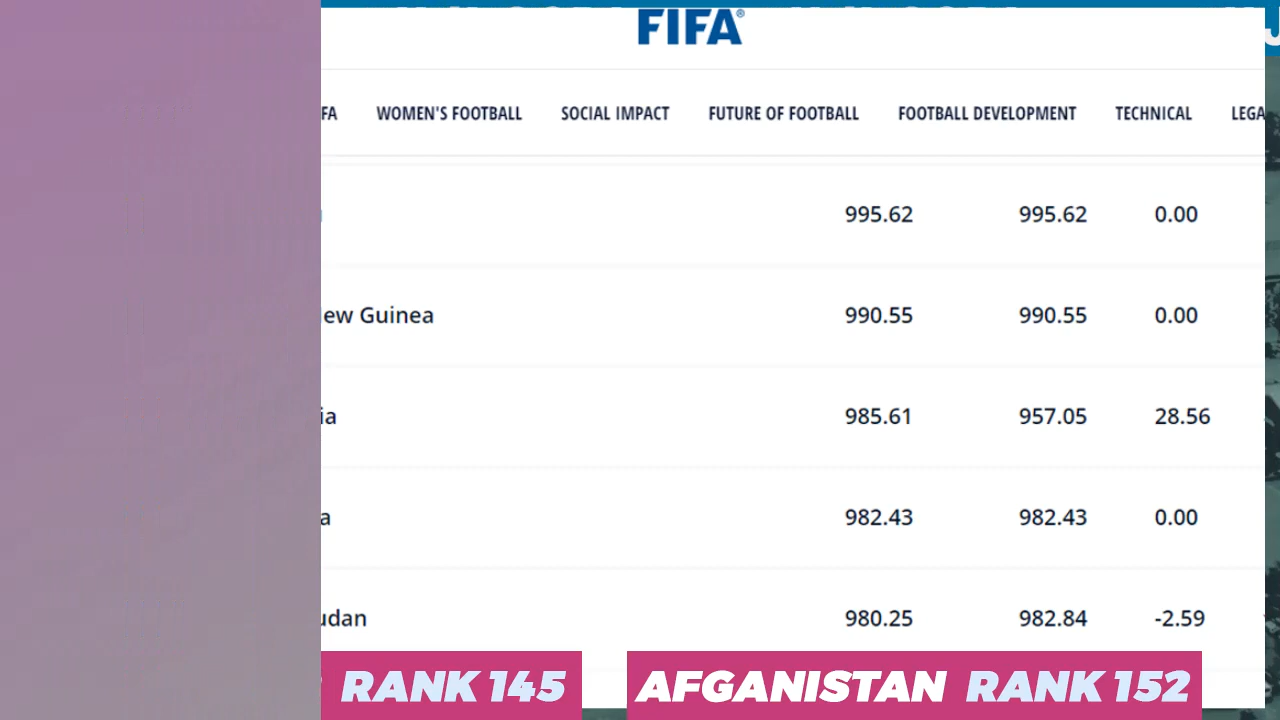 FIFA
FA WOMEN'S FOOTBALL SOCIAL IMPACT FUTURE OF FOOTBALL FOOTBALL DEVELOPMENT TECHNICAL LEGA
995.62 995.62 0.00
ew Guinea 990.55 990.55 0.00
ia 985.61 957.05 28.56
a 982.43 982.43 0.00
udan 980.25 982.84 -2.59
RANK 145 AFGANISTAN RANK 152